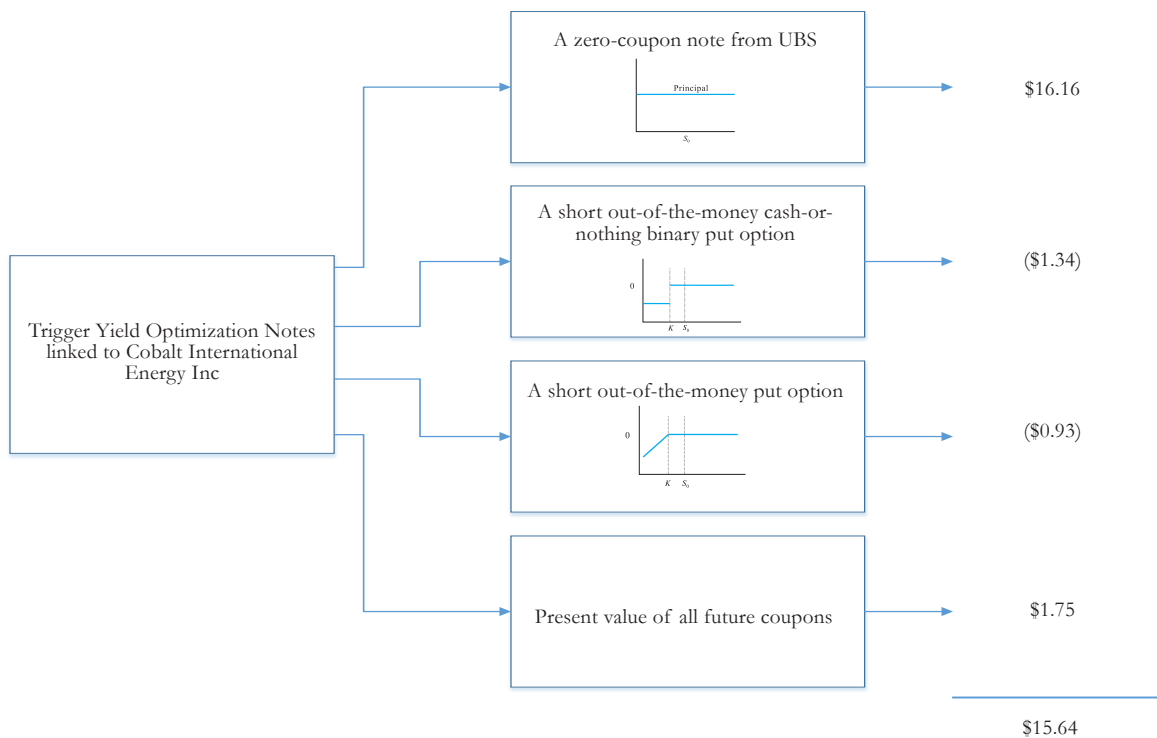 A zero-coupon note from UBS
Principal
S₀
$16.16
A short out-of-the-money cash-or-
nothing binary put option
0
K S₀
($1.34)
Trigger Yield Optimization Notes
linked to Cobalt International
Energy Inc
A short out-of-the-money put option
0
K S₀
($0.93)
Present value of all future coupons
$1.75
$15.64